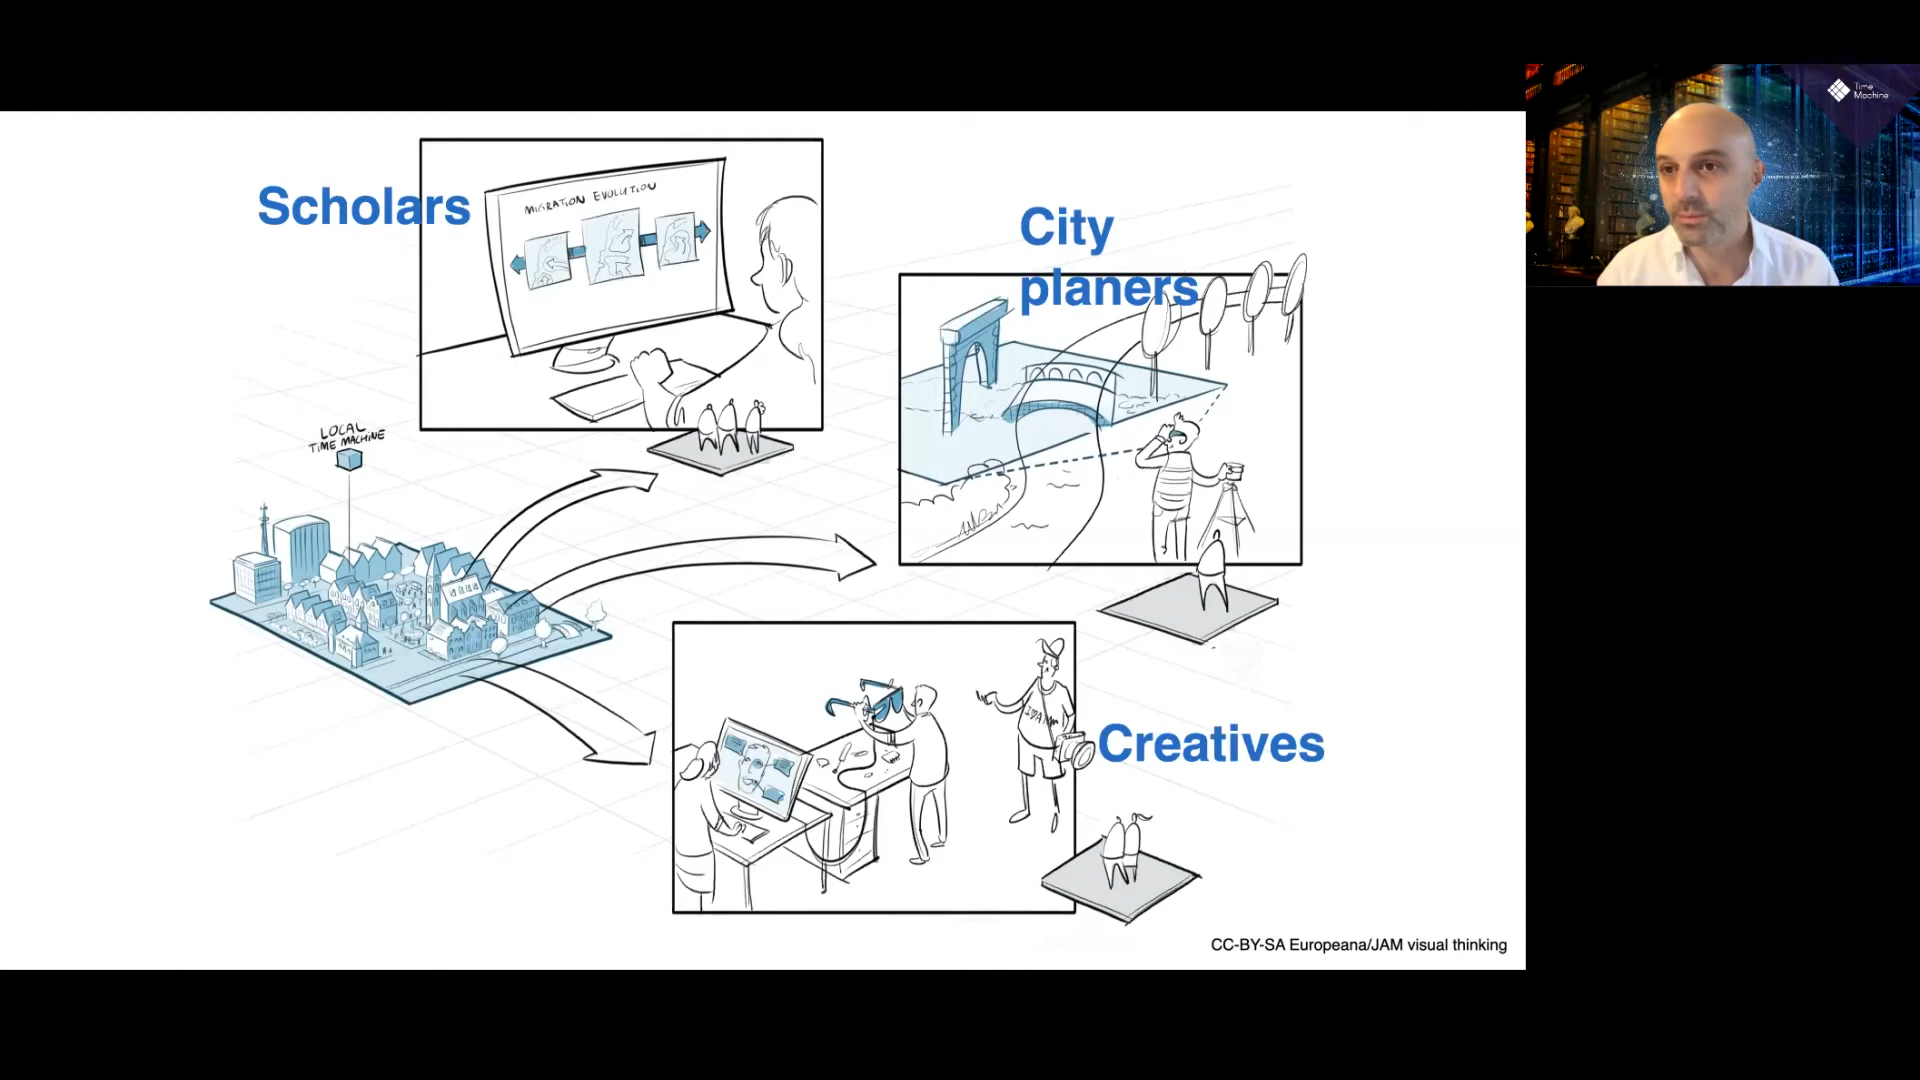 Scholars
MIGRATION EVOLUTION
City
planers
LOCAL
TIME MACHINE
Creatives
CC-BY-SA Europeana/JAM visual thinking
Time
Machine